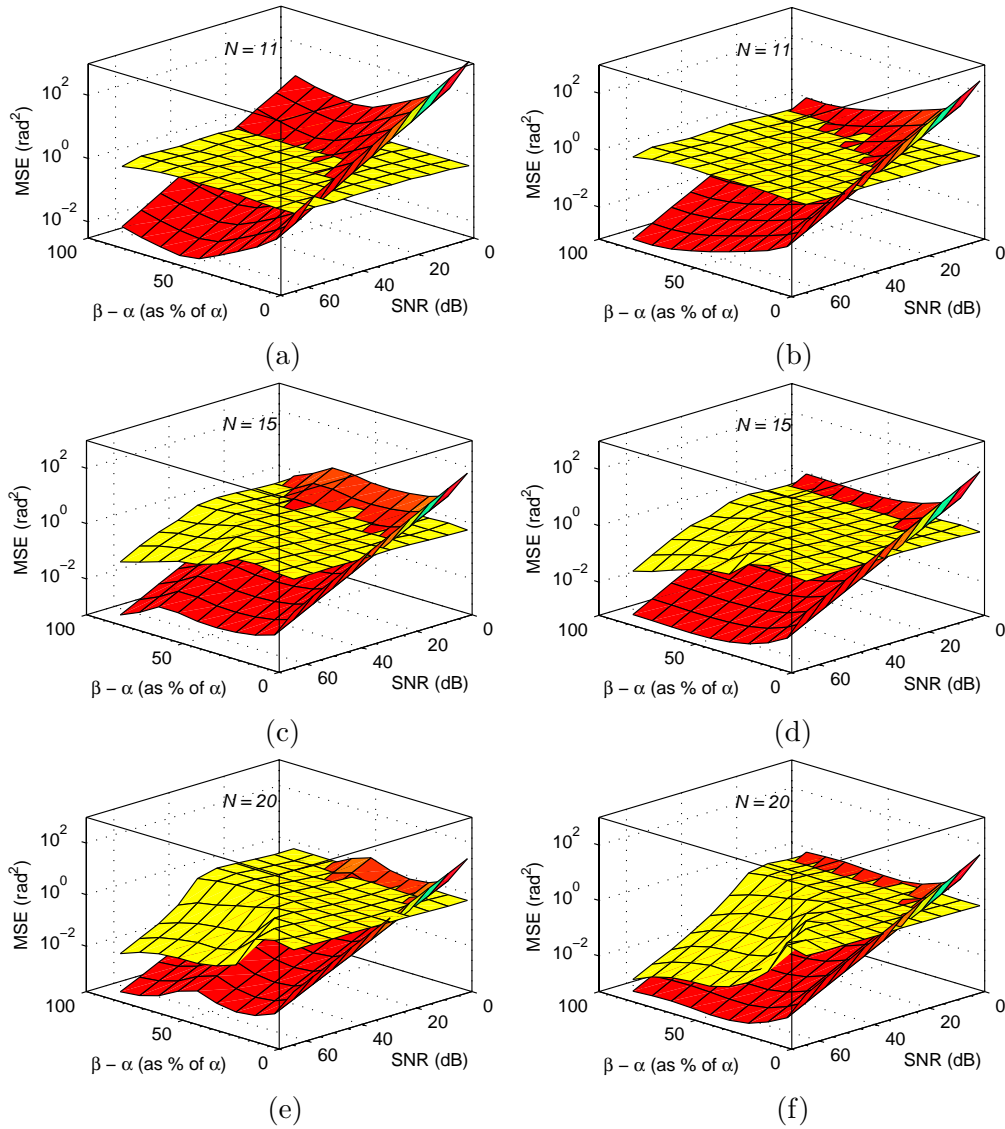 N = 11
10^2
10^0
10^−2
MSE (rad^2)
100
50
0
β − α (as % of α)
60
40
20
0
SNR (dB)
(a)
N = 11
10^2
10^0
10^−2
MSE (rad^2)
100
50
0
β − α (as % of α)
60
40
20
0
SNR (dB)
(b)
N = 15
10^2
10^0
10^−2
MSE (rad^2)
100
50
0
β − α (as % of α)
60
40
20
0
SNR (dB)
(c)
N = 15
10^2
10^0
10^−2
MSE (rad^2)
100
50
0
β − α (as % of α)
60
40
20
0
SNR (dB)
(d)
N = 20
10^2
10^0
10^−2
MSE (rad^2)
100
50
0
β − α (as % of α)
60
40
20
0
SNR (dB)
(e)
N = 20
10^2
10^0
10^−2
MSE (rad^2)
100
50
0
β − α (as % of α)
60
40
20
0
SNR (dB)
(f)